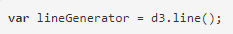 var lineGenerator = d3.line();